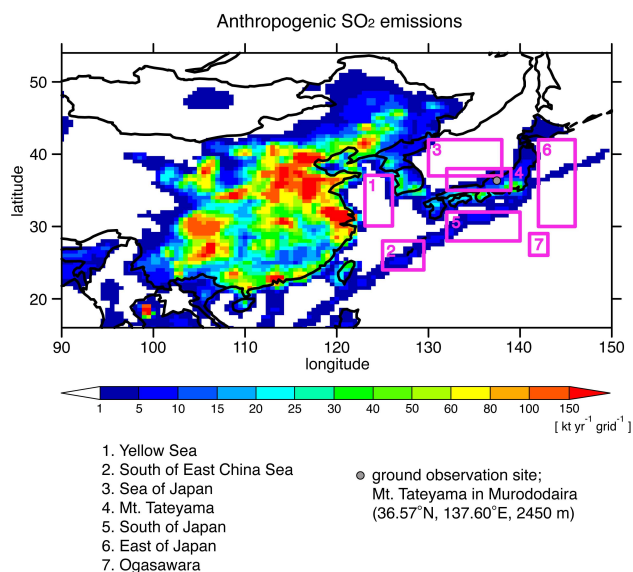 Anthropogenic SO₂ emissions
50
40
30
20
latitude
3
6
4
1
5
2
7
90 100 110 120 130 140 150
longitude
1 5 10 15 20 25 30 40 50 60 80 100 150
[ kt yr⁻¹ grid⁻¹ ]
1. Yellow Sea
2. South of East China Sea
3. Sea of Japan
4. Mt. Tateyama
5. South of Japan
6. East of Japan
7. Ogasawara
ground observation site;
Mt. Tateyama in Murododaira
(36.57°N, 137.60°E, 2450 m)